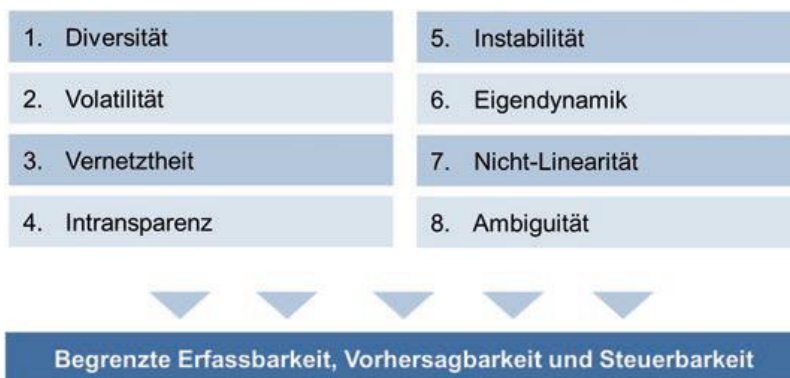 1. Diversität
2. Volatilität
3. Vernetztheit
4. Intransparenz
5. Instabilität
6. Eigendynamik
7. Nicht-Linearität
8. Ambiguität
Begrenzte Erfassbarkeit, Vorhersagbarkeit und Steuerbarkeit